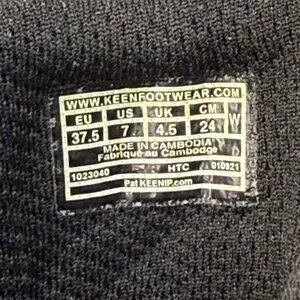 WWW.KEENFOOTWEAR.COM
EU US UK CM W
37.5 7 4.5 24
MADE IN CAMBODIA
Fabriqué au Cambodge
1023040 HTC 010921
Pat KEENIP.com